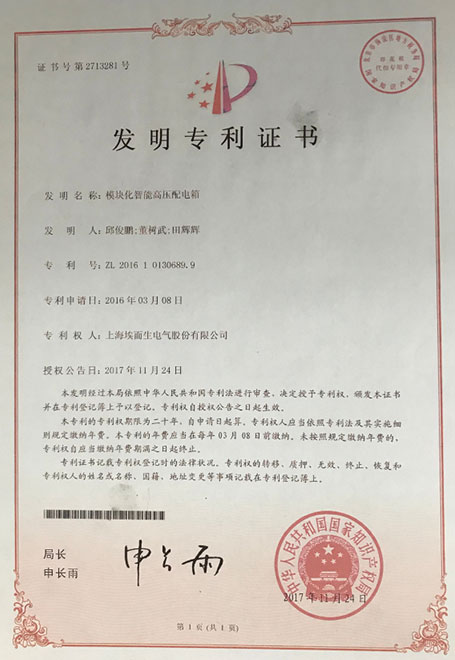 证书号第2713281号
发明专利证书
发明名称：模块化智能高压配电箱
发明人：邱俊鹏;董树武;田辉辉
专利号：ZL 2016 1 0130689.9
专利申请日：2016年03月08日
专利权人：上海埃而生电气股份有限公司
授权公告日：2017年11月24日
本发明经过本局依照中华人民共和国专利法进行审查，决定授予专利权，颁发本证书
并在专利登记簿上予以登记。专利权自授权公告之日起生效。
本专利的专利权期限为二十年，自申请日起算。专利权人应当依照专利法及其实施细
则规定缴纳年费。本专利的年费应当在每年03月08日前缴纳。未按照规定缴纳年费的，
专利权自应当缴纳年费期满之日起终止。
专利证书记载专利权登记时的法律状况。专利权的转移、质押、无效、终止、恢复和
专利权人的姓名或名称、国籍、地址变更等事项记载在专利登记簿上。
局长
申长雨
申长雨
中华人民共和国国家知识产权局
2017年11月24日
第1页(共1页)